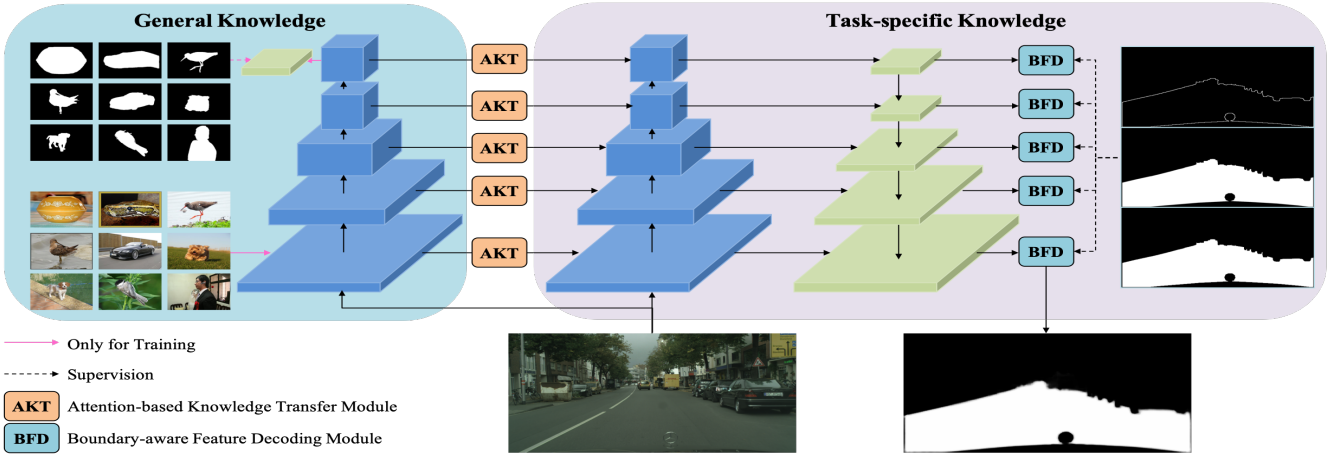 General Knowledge
Task-specific Knowledge
AKT
BFD
AKT
BFD
AKT
BFD
AKT
BFD
AKT
BFD
Only for Training
Supervision
AKT Attention-based Knowledge Transfer Module
BFD Boundary-aware Feature Decoding Module